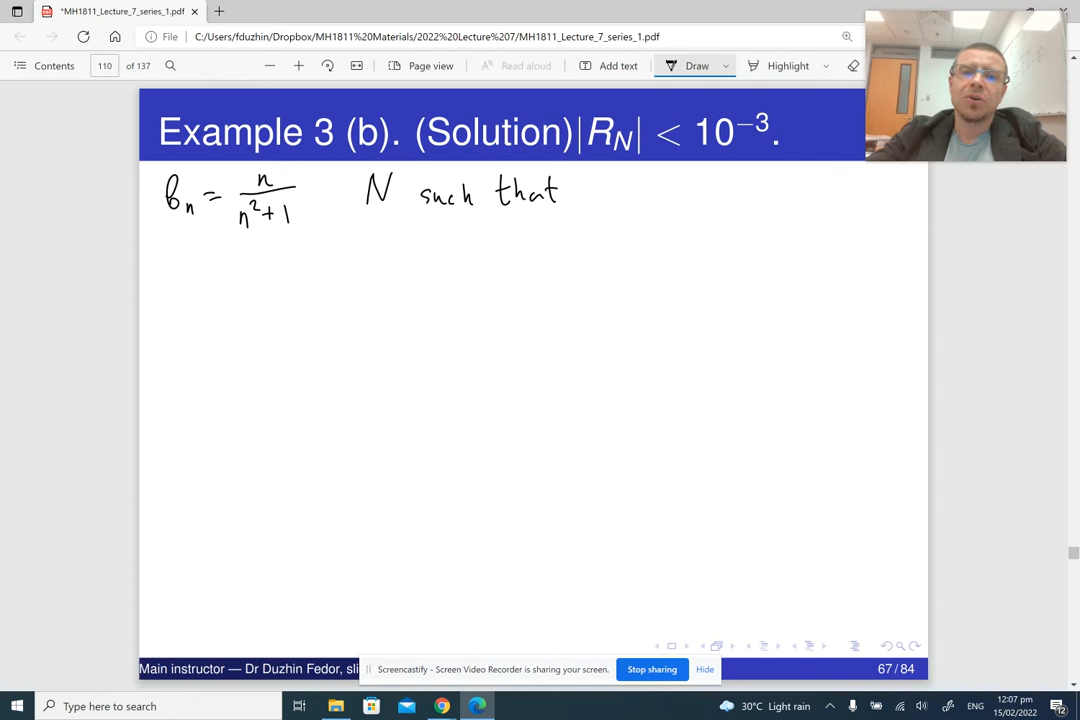 *MH1811_Lecture_7_series_1.pdf
File C:/Users/fduzhin/Dropbox/MH1811%20Materials/2022%20Lecture%207/MH1811_Lecture_7_series_1.pdf
Contents 110 of 137 Page view Read aloud Add text Draw Highlight
Example 3 (b). (Solution)|R_N| < 10⁻³.
b_n = n/(n²+1) N such that
Main instructor — Dr Duzhin Fedor, sli
67 / 84
Screencastify - Screen Video Recorder is sharing your screen. Stop sharing Hide
Type here to search
30°C Light rain ENG 12:07 pm
15/02/2022 12